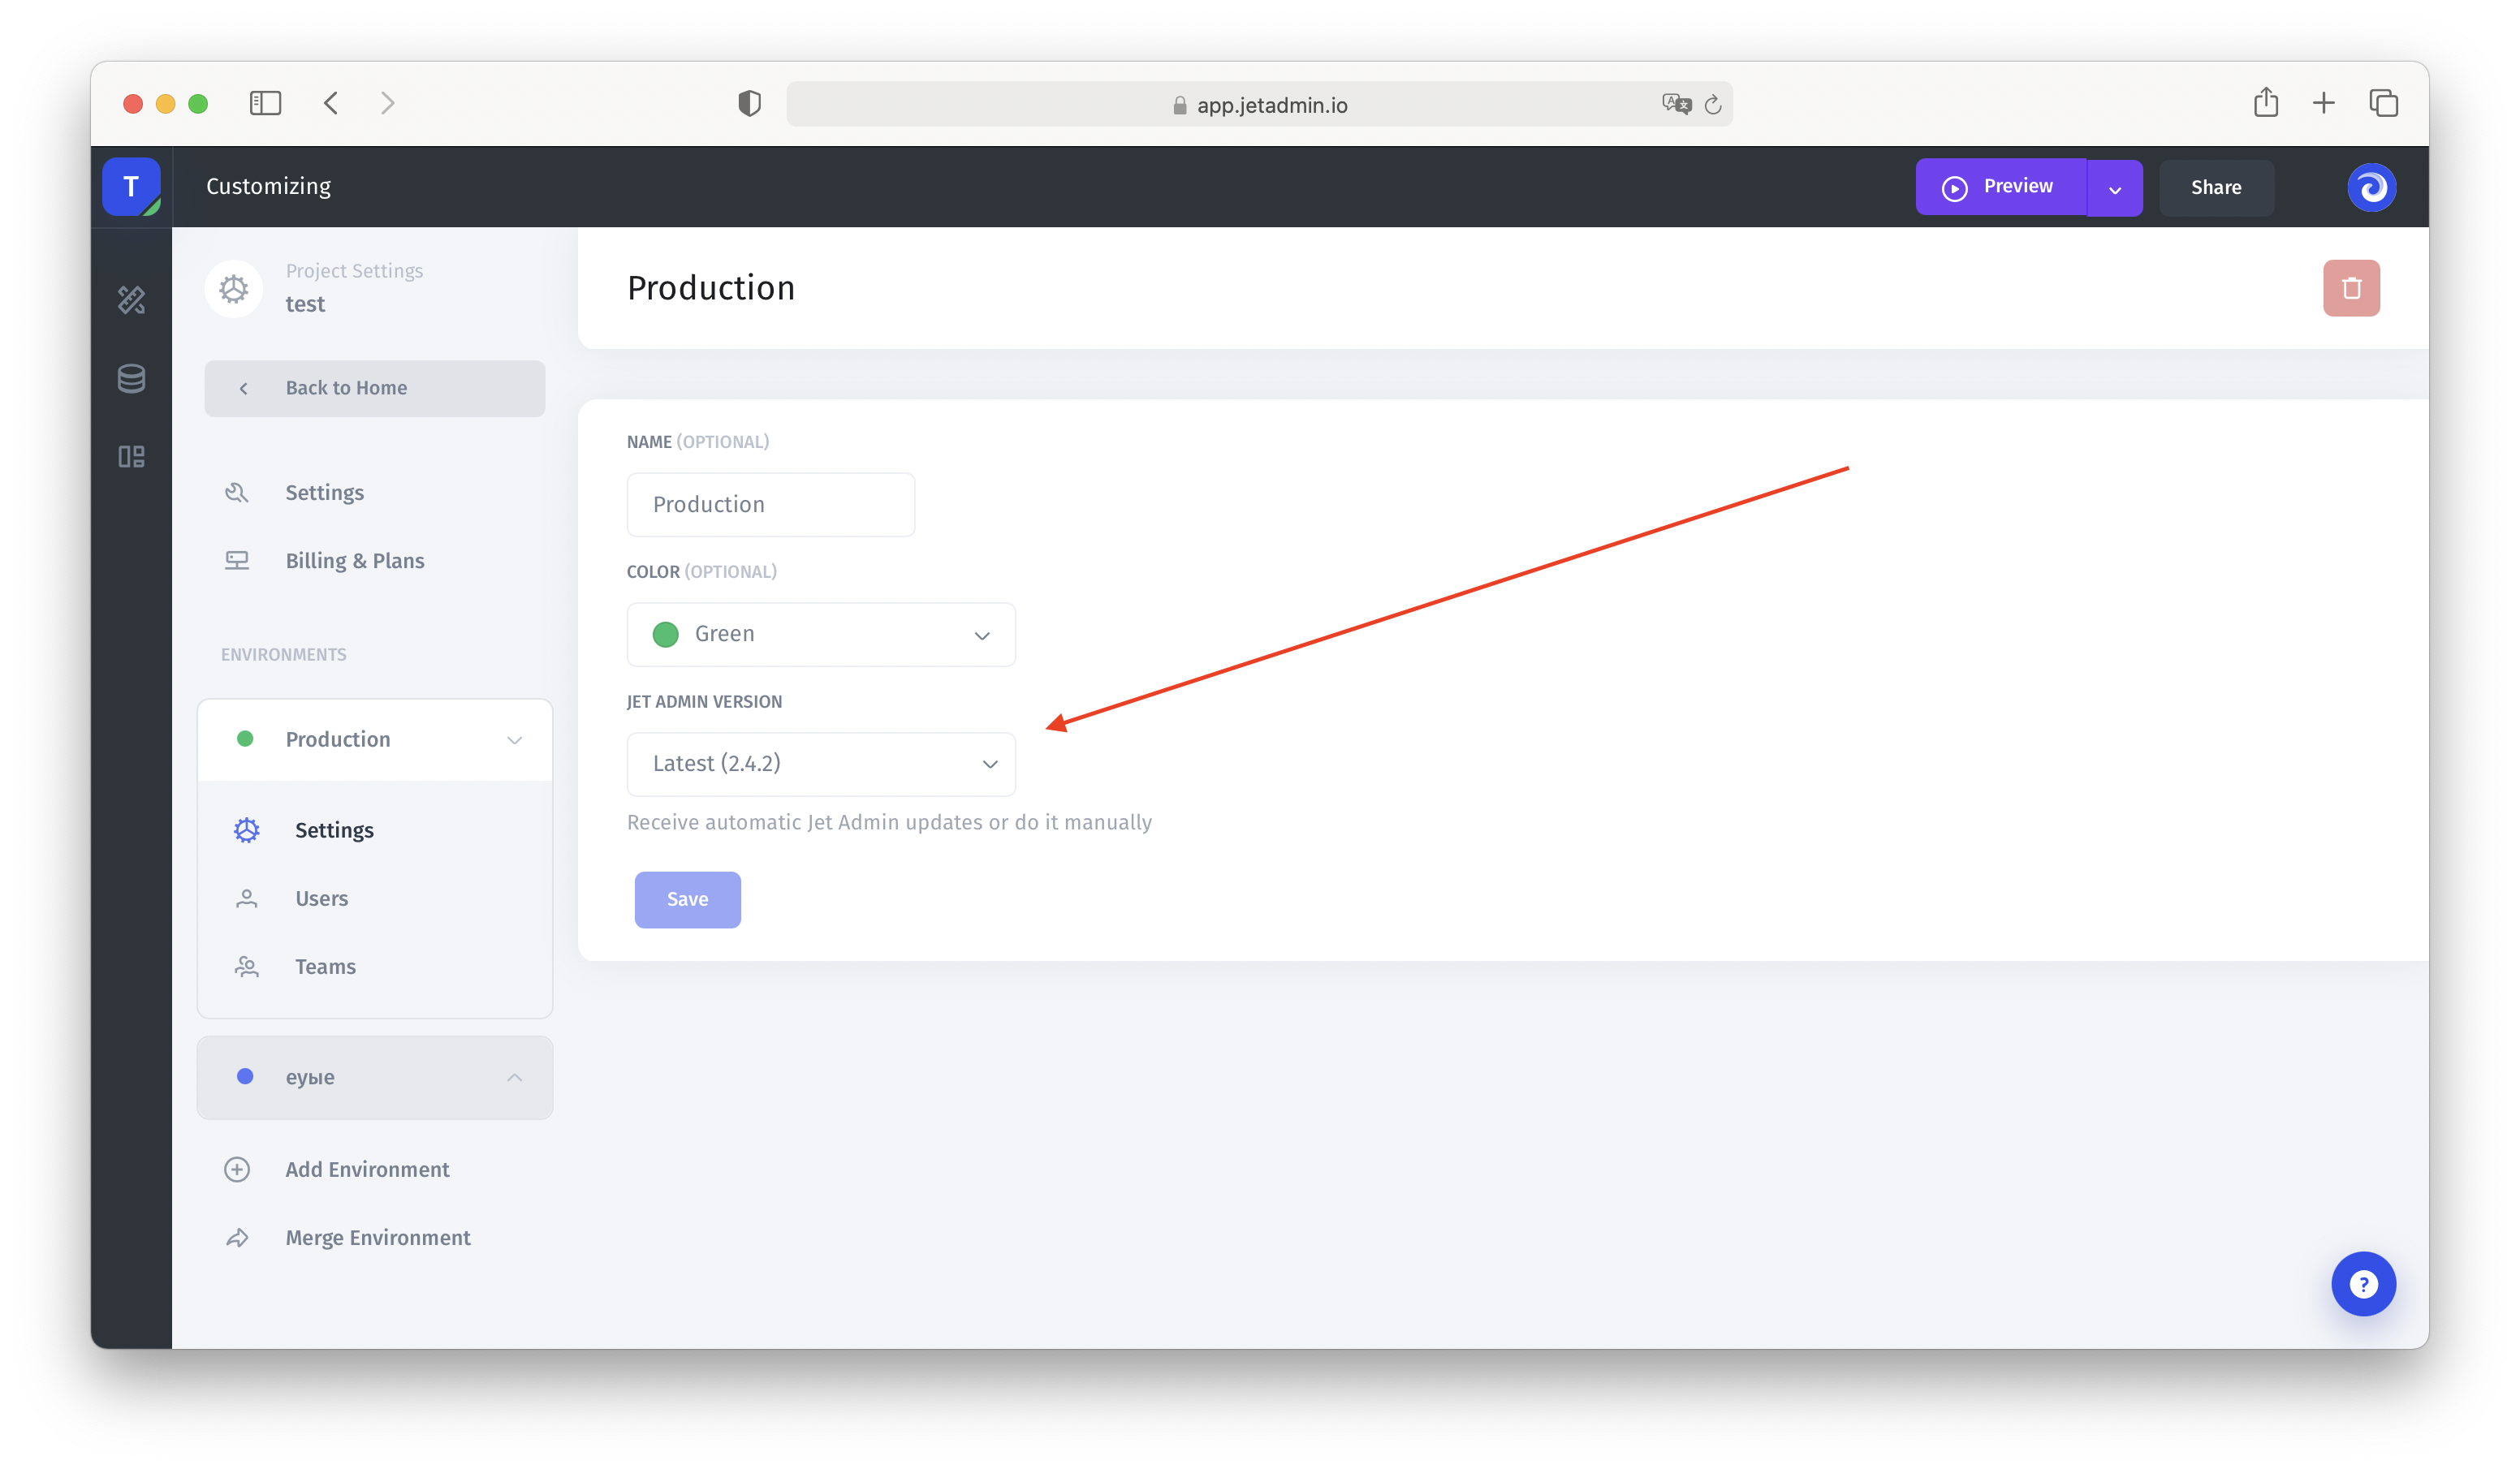 app.jetadmin.io
T
Customizing
Preview
Share
Project Settings
test
Back to Home
Settings
Billing & Plans
ENVIRONMENTS
Production
Settings
Users
Teams
еуые
Add Environment
Merge Environment
Production
NAME (OPTIONAL)
Production
COLOR (OPTIONAL)
Green
JET ADMIN VERSION
Latest (2.4.2)
Receive automatic Jet Admin updates or do it manually
Save
?